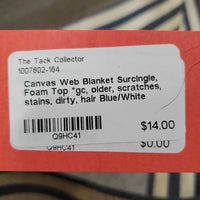 The Tack Collector
1007602-164
Canvas Web Blanket Surcingle,
Foam Top *gc, older, scratches,
stains, dirty, hair Blue/White
$14.00
Q9HC41
$0.00
Q9HC41